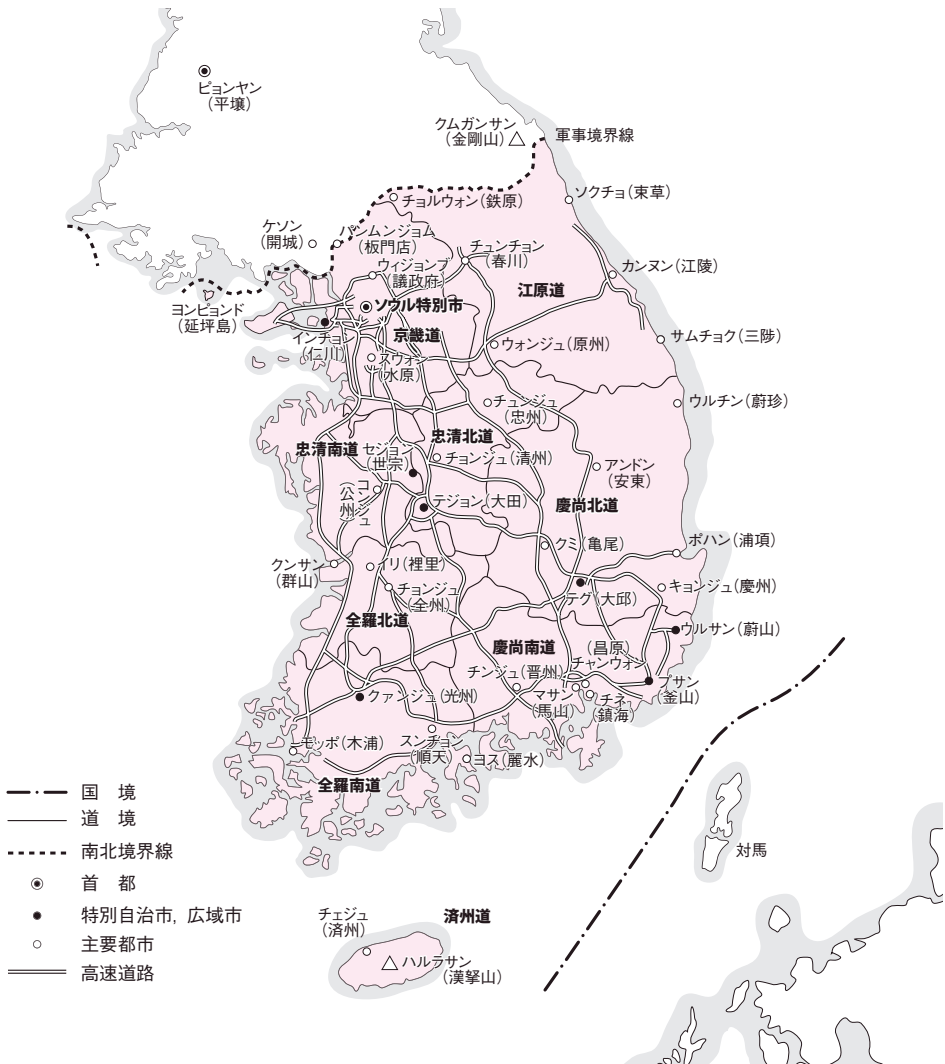 ピョンヤン
(平壌)
クムガンサン
(金剛山)
軍事境界線
チョルウォン(鉄原)
ソクチョ(束草)
ケソン
(開城)
パンムンジョム
(板門店)
チュンチョン
(春川)
ウィジョンブ
(議政府)
カンヌン(江陵)
江原道
ヨンピョンド
(延坪島)
ソウル特別市
インチョン
(仁川)
京畿道
サムチョク(三陟)
ウォンジュ(原州)
スウォン
(水原)
チュンジュ
(忠州)
ウルチン(蔚珍)
忠清南道
セジョン
(世宗)
忠清北道
チョンジュ(清州)
アンドン
(安東)
コンジュ
(公州)
テジョン(大田)
慶尚北道
クミ(亀尾)
ポハン(浦項)
クンサン
(群山)
イリ(裡里)
チョンジュ
(全州)
テグ(大邱)
キョンジュ(慶州)
全羅北道
ウルサン(蔚山)
慶尚南道
(昌原)
チャンウォン
チンジュ(晋州)
マサン
(馬山)
チネ
(鎮海)
プサン
(釜山)
クァンジュ(光州)
モッポ(木浦)
スンチョン
(順天)
ヨス(麗水)
全羅南道
国 境
道 境
南北境界線
首 都
特別自治市, 広域市
主要都市
高速道路
対馬
チェジュ
(済州)
済州道
ハルラサン
(漢拏山)